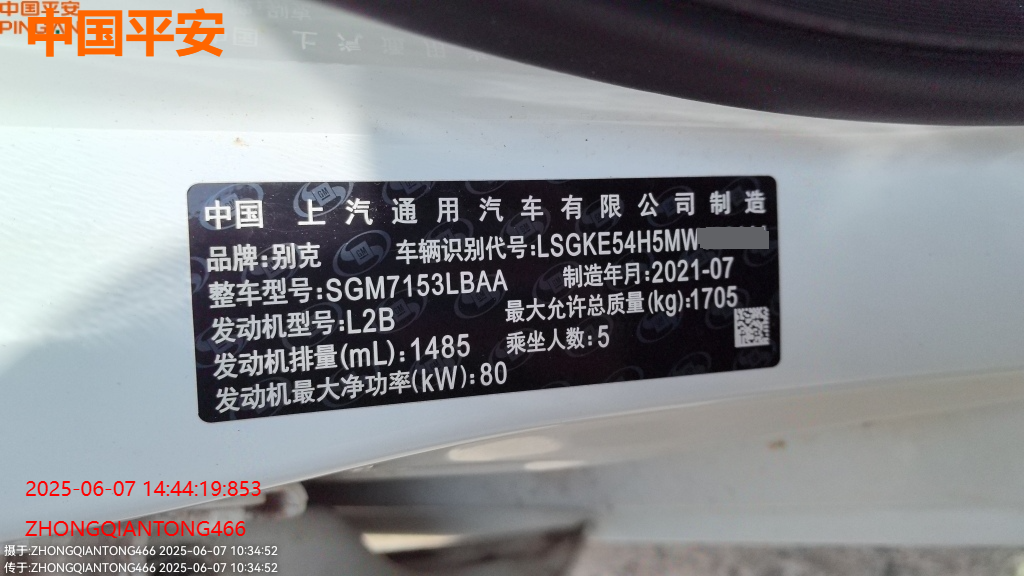 中国平安
PINGAN
中国平安
中国 上汽通用汽车有限公司制造
品牌:别克 车辆识别代号:LSGKE54H5MW
整车型号:SGM7153LBAA 制造年月:2021-07
发动机型号:L2B 最大允许总质量(kg):1705
发动机排量(mL):1485 乘坐人数:5
发动机最大净功率(kW):80
2025-06-07 14:44:19:853
ZHONGQIANTONG466
摄于:ZHONGQIANTONG466 2025-06-07 10:34:52
传于:ZHONGQIANTONG466 2025-06-07 10:34:52